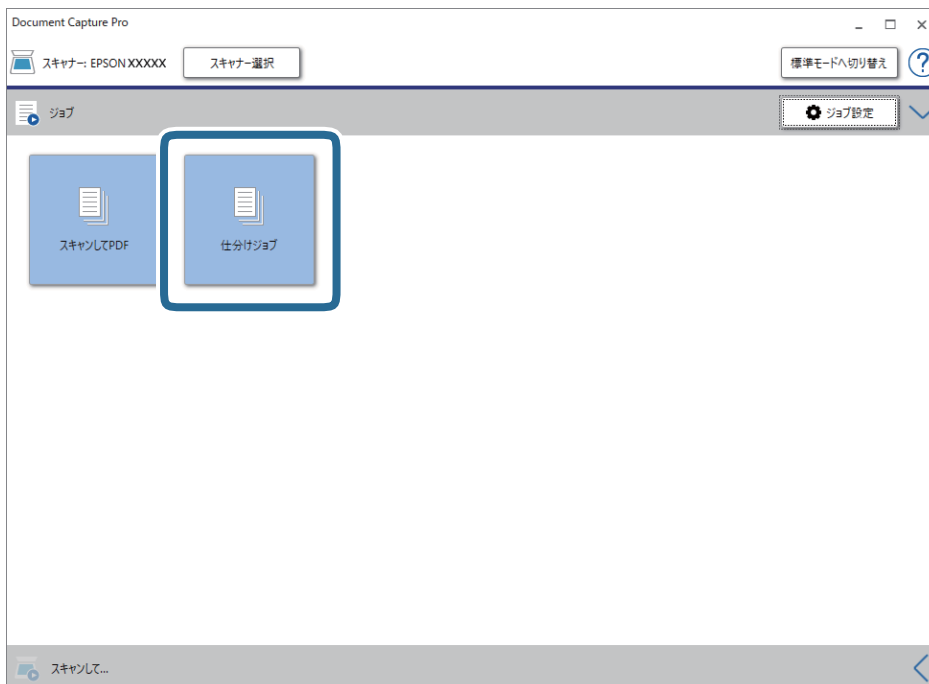 Document Capture Pro
スキャナー: EPSON XXXXX
スキャナー選択
標準モードへ切り替え
?
ジョブ
ジョブ設定
スキャンしてPDF
仕分けジョブ
スキャンして...